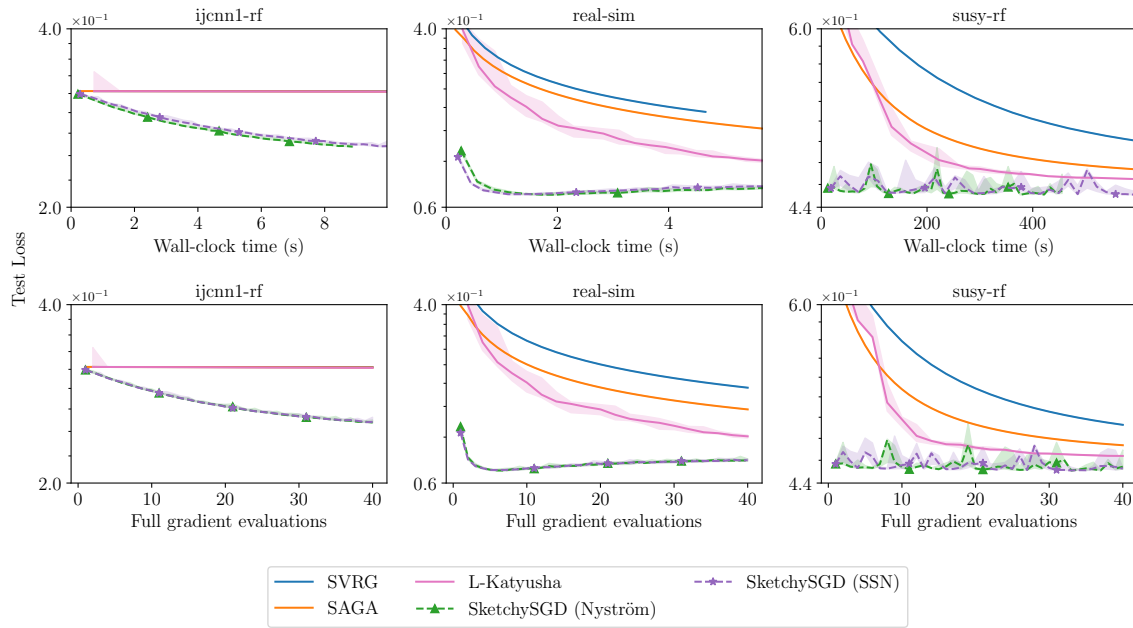 ijcnn1-rf
real-sim
susy-rf
×10⁻¹
×10⁻¹
×10⁻¹
4.0
2.0
4.0
0.6
6.0
4.4
0 2 4 6 8
0 2 4
0 200 400
Wall-clock time (s)
Wall-clock time (s)
Wall-clock time (s)
Test Loss
ijcnn1-rf
real-sim
susy-rf
×10⁻¹
×10⁻¹
×10⁻¹
4.0
2.0
4.0
0.6
6.0
4.4
0 10 20 30 40
0 10 20 30 40
0 10 20 30 40
Full gradient evaluations
Full gradient evaluations
Full gradient evaluations
SVRG
SAGA
L-Katyusha
SketchySGD (Nyström)
SketchySGD (SSN)